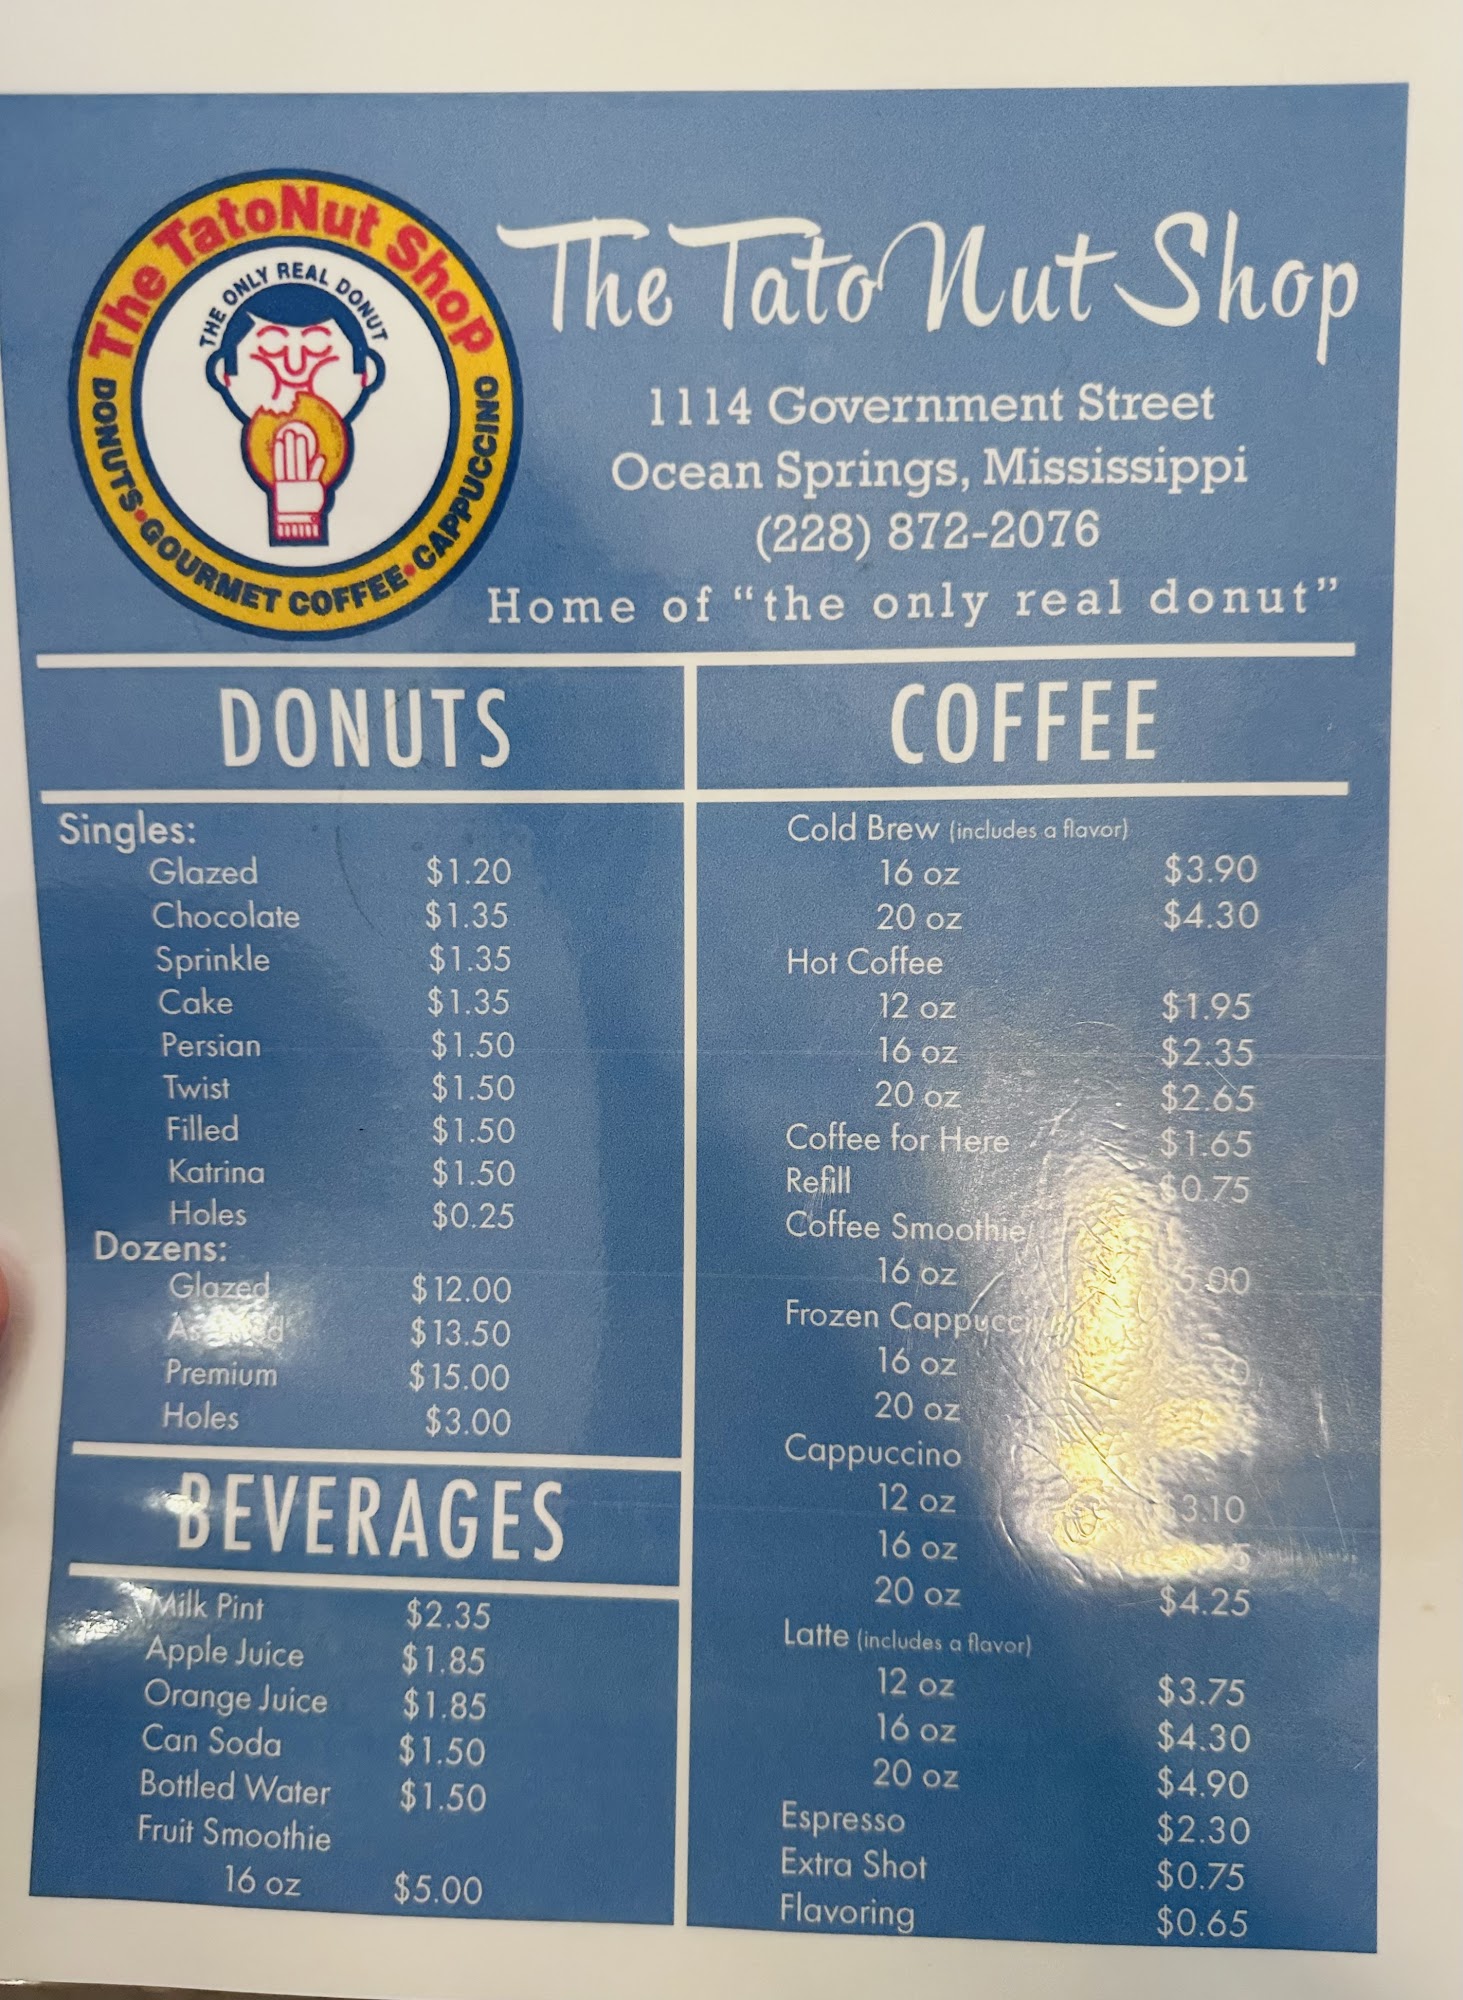 The TatoNut Shop
THE ONLY REAL DONUT
DONUTS • GOURMET COFFEE • CAPPUCCINO
The TatoNut Shop
1114 Government Street
Ocean Springs, Mississippi
(228) 872-2076
Home of “the only real donut”
DONUTS
Singles:
Glazed $1.20
Chocolate $1.35
Sprinkle $1.35
Cake $1.35
Persian $1.50
Twist $1.50
Filled $1.50
Katrina $1.50
Holes $0.25
Dozens:
Glazed $12.00
$13.50
Premium $15.00
Holes $3.00
BEVERAGES
Milk Pint $2.35
Apple Juice $1.85
Orange Juice $1.85
Can Soda $1.50
Bottled Water $1.50
Fruit Smoothie
16 oz $5.00
COFFEE
Cold Brew (includes a flavor)
16 oz $3.90
20 oz $4.30
Hot Coffee
12 oz $1.95
16 oz $2.35
20 oz $2.65
Coffee for Here $1.65
Refill $0.75
Coffee Smoothie
16 oz
Frozen
16 oz
20 oz
Cappuccino
12 oz $3.10
16 oz
20 oz $4.25
Latte (includes a flavor)
12 oz $3.75
16 oz $4.30
20 oz $4.90
Espresso $2.30
Extra Shot $0.75
Flavoring $0.65